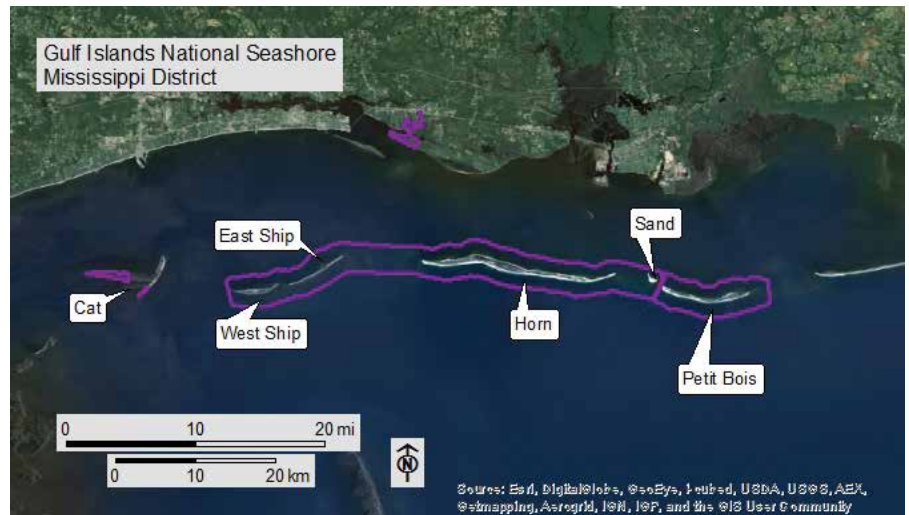 Gulf Islands National Seashore
Mississippi District
East Ship
Sand
Cat
West Ship
Horn
Petit Bois
0 10 20 mi
0 10 20 km
N
Source: Esri, DigitalGlobe, GeoEye, i-cubed, USDA, USGS, AEX,
Getmapping, Aerogrid, IGN, IGP, and the GIS User Community